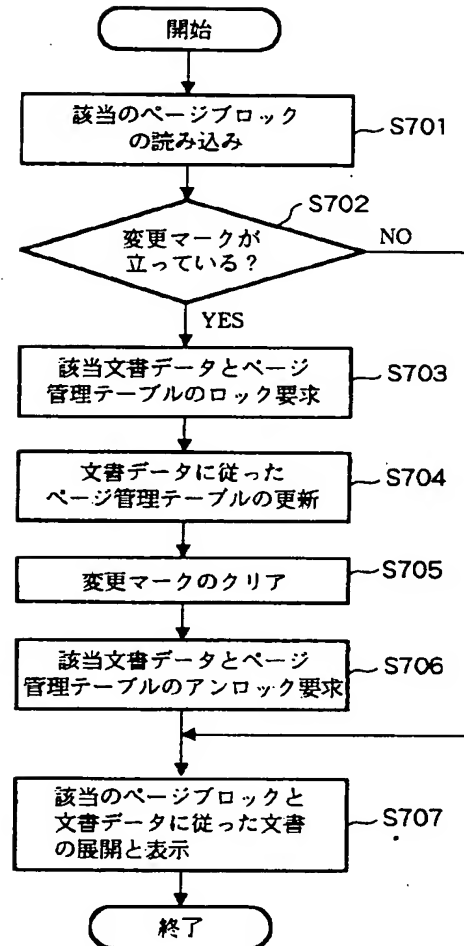 開始
該当のページブロック
の読み込み
S701
S702
変更マークが
立っている？
NO
YES
該当文書データとページ
管理テーブルのロック要求
S703
文書データに従った
ページ管理テーブルの更新
S704
変更マークのクリア
S705
該当文書データとページ
管理テーブルのアンロック要求
S706
該当のページブロックと
文書データに従った文書
の展開と表示
S707
終了